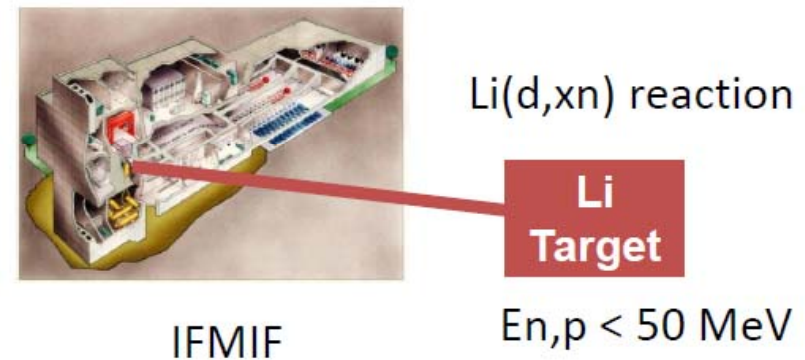 Li(d,xn) reaction
Li
Target
En,p < 50 MeV
IFMIF